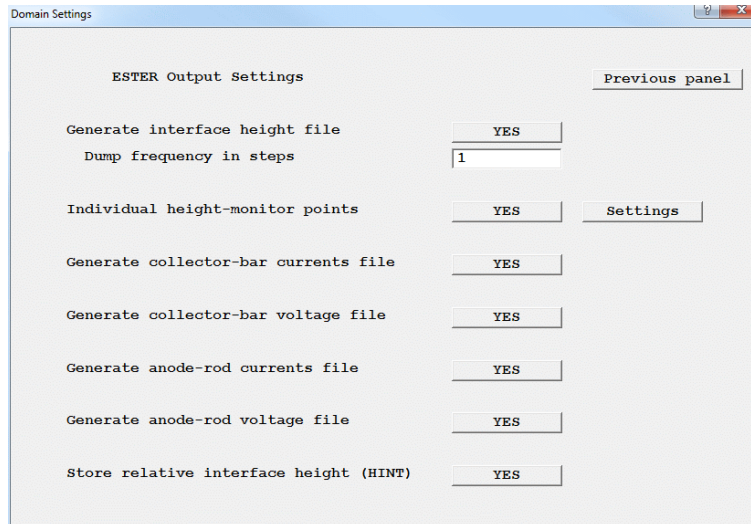 Domain Settings
ESTER Output Settings Previous panel
Generate interface height file YES
Dump frequency in steps 1
Individual height-monitor points YES Settings
Generate collector-bar currents file YES
Generate collector-bar voltage file YES
Generate anode-rod currents file YES
Generate anode-rod voltage file YES
Store relative interface height (HINT) YES